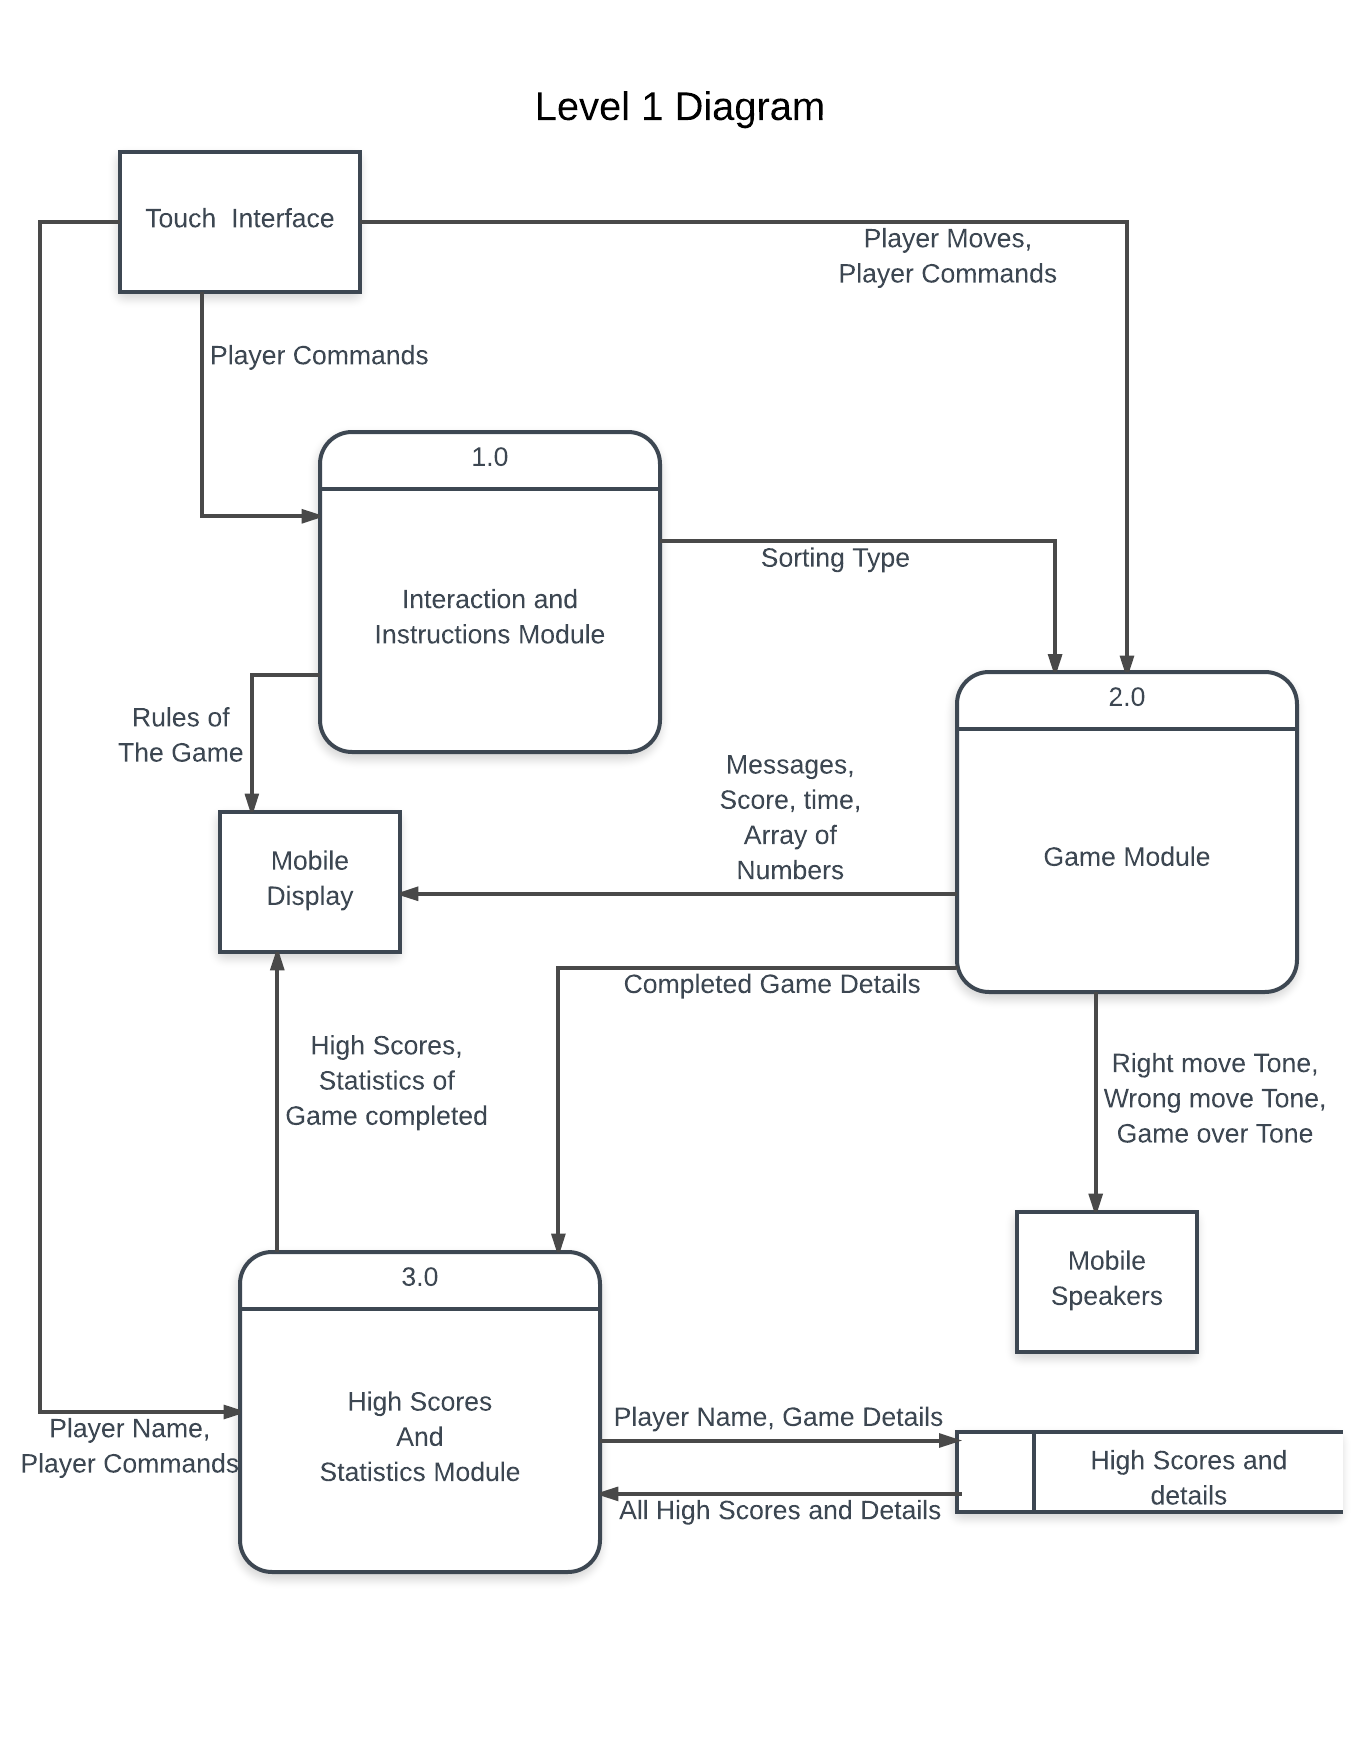 Level 1 Diagram
Touch  Interface
Player Moves,
Player Commands
Player Commands
1.0
Interaction and
Instructions Module
Sorting Type
2.0
Game Module
Rules of
The Game
Messages,
Score, time,
Array of
Numbers
Mobile
Display
Completed Game Details
High Scores,
Statistics of
Game completed
Right move Tone,
Wrong move Tone,
Game over Tone
Mobile
Speakers
3.0
High Scores
And
Statistics Module
Player Name,
Player Commands
Player Name, Game Details
All High Scores and Details
High Scores and
details